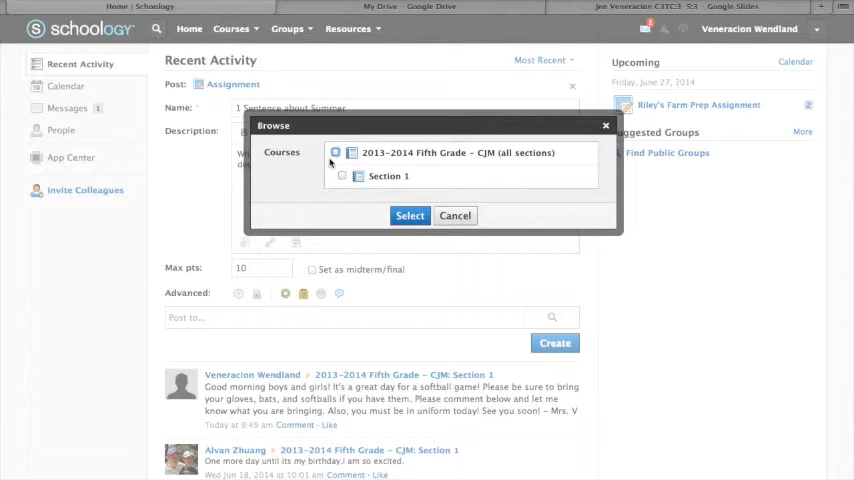 Home | Schoology
My Drive - Google Drive
Jen Veneracion C3TC3-5:3 - Google Slides
S schoology
Home
Courses
Groups
Resources
1
Veneracion Wendland
Recent Activity
Calendar
Messages 1
People
App Center
Invite Colleagues
Recent Activity
Most Recent
Post: Assignment
Name: * 1 Sentence about Summer
Description: B
Browse
Courses
2013-2014 Fifth Grade - CJM (all sections)
Section 1
Select Cancel
Max pts: 10 Set as midterm/final
Advanced:
Post to...
Create
Veneracion Wendland 2013-2014 Fifth Grade - CJM: Section 1
Good morning boys and girls! It's a great day for a softball game! Please be sure to bring
your gloves, bats, and softballs if you have them. Please comment below and let me
know what you are bringing. Also, you must be in uniform today! See you soon! - Mrs. V
Today at 9:49 am Comment · Like
Alvan Zhuang 2013-2014 Fifth Grade - CJM: Section 1
One more day until its my birthday.I am so excited.
Wed Jun 18, 2014 at 10:01 am Comment · Like
Upcoming
Calendar
Friday, June 27, 2014
Riley's Farm Prep Assignment 2
uggested Groups
More
Find Public Groups